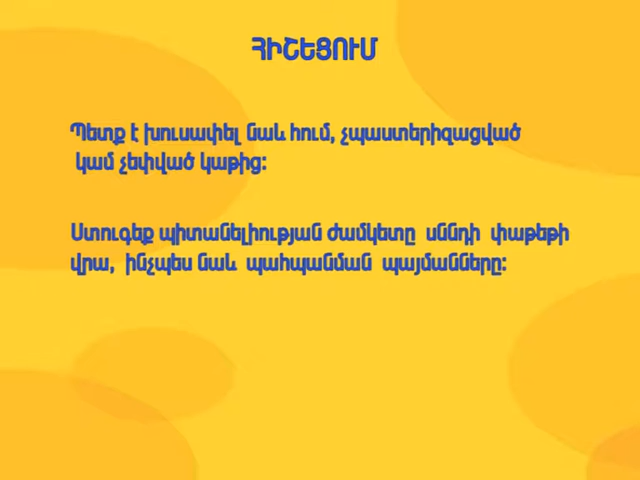 ՀԻՇԵՑՈՒՄ
Պետք է խուսափել նաև հում, չպաստերիզացված
կամ չեփված կաթից:
Ստուգեք պիտանելիության ժամկետը սննդի փաթեթի
վրա, ինչպես նաև պահպանման պայմանները: